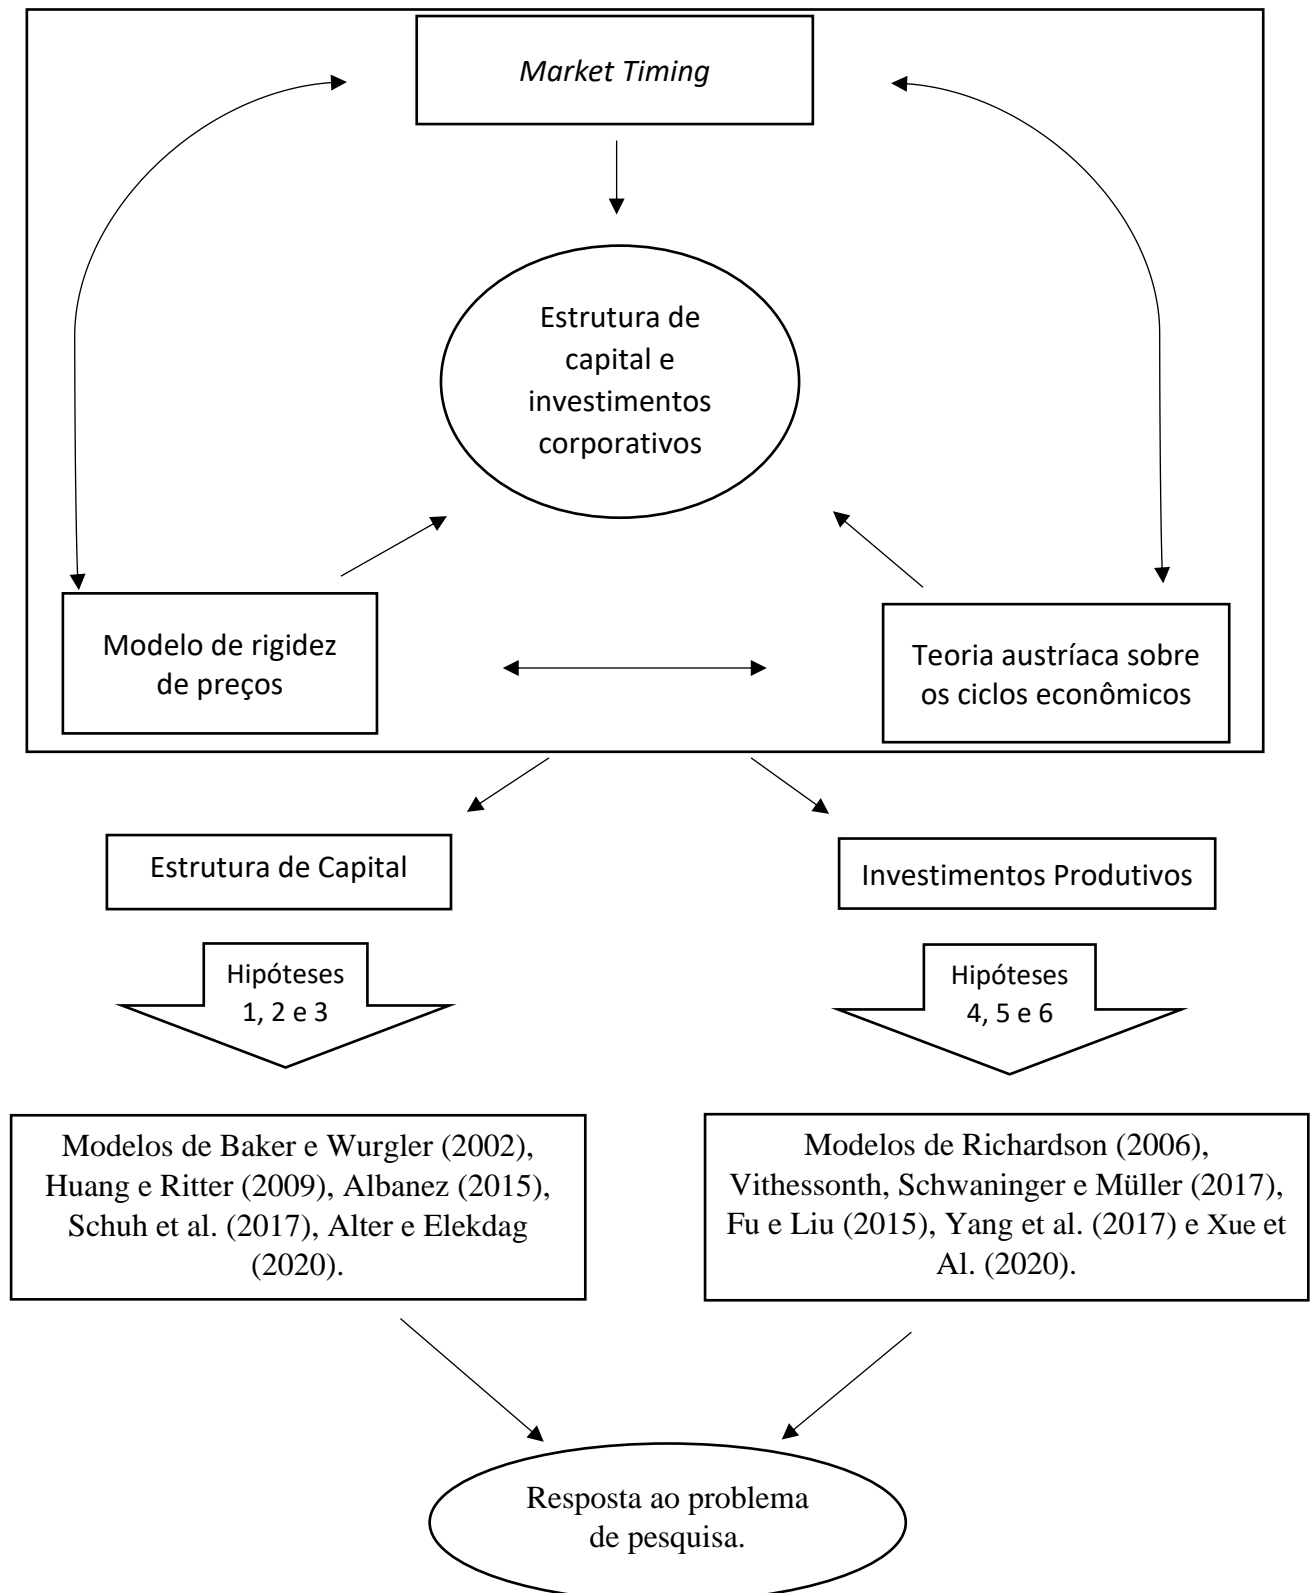 Market Timing
Estrutura de
capital e
investimentos
corporativos
Modelo de rigidez
de preços
Teoria austríaca sobre
os ciclos econômicos
Estrutura de Capital
Investimentos Produtivos
Hipóteses
1, 2 e 3
Hipóteses
4, 5 e 6
Modelos de Baker e Wurgler (2002),
Huang e Ritter (2009), Albanez (2015),
Schuh et al. (2017), Alter e Elekdag
(2020).
Modelos de Richardson (2006),
Vithessonth, Schwaninger e Müller (2017),
Fu e Liu (2015), Yang et al. (2017) e Xue et
Al. (2020).
Resposta ao problema
de pesquisa.